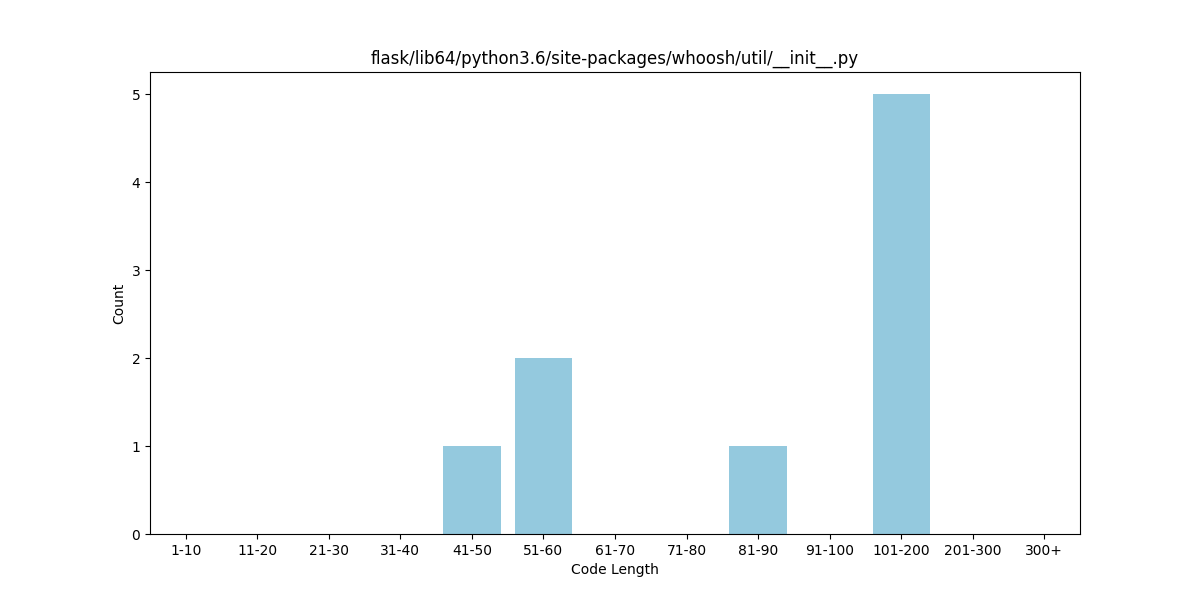 flask/lib64/python3.6/site-packages/whoosh/util/__init__.py
Count
5
4
3
2
1
0
1-10 11-20 21-30 31-40 41-50 51-60 61-70 71-80 81-90 91-100 101-200 201-300 300+
Code Length